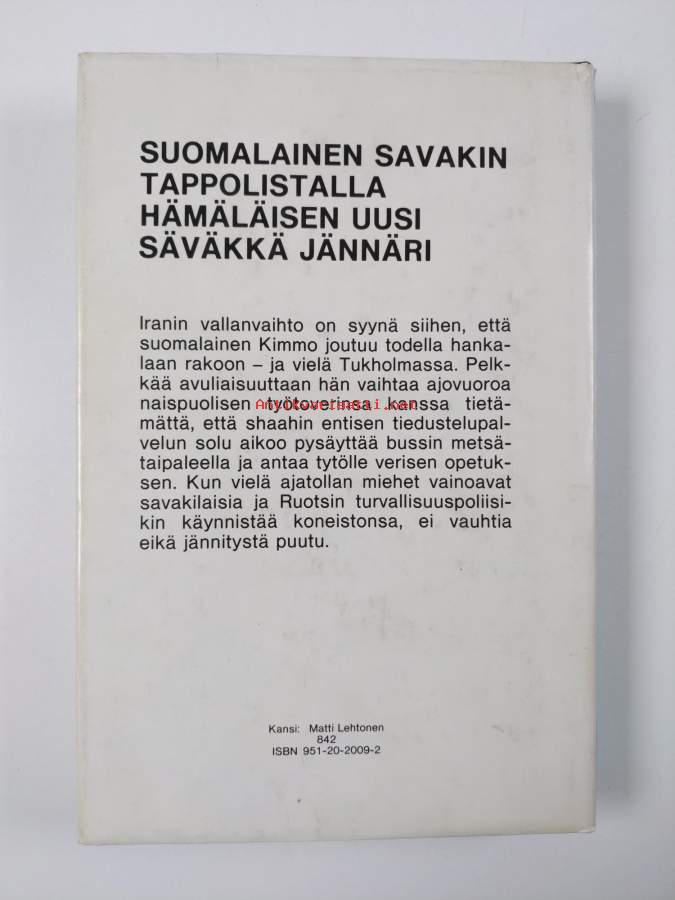 SUOMALAINEN SAVAKIN
TAPPOLISTALLA
HÄMÄLÄISEN UUSI
SÄVÄKKÄ JÄNNÄRI
Iranin vallanvaihto on syynä siihen, että
suomalainen Kimmo joutuu todella hanka-
laan rakoon – ja vielä Tukholmassa. Pelk-
kää avuliaisuuttaan hän vaihtaa ajovuoroa
naispuolisen työtoverinsa kanssa tietä-
Antikvariaatti.net
mättä, että shaahin entisen tiedustelupal-
velun solu aikoo pysäyttää bussin metsä-
taipaleella ja antaa tytölle verisen opetuk-
sen. Kun vielä ajatollan miehet vainoavat
savakilaisia ja Ruotsin turvallisuuspoliisi-
kin käynnistää koneistonsa, ei vauhtia
eikä jännitystä puutu.
Kansi: Matti Lehtonen
842
ISBN 951-20-2009-2